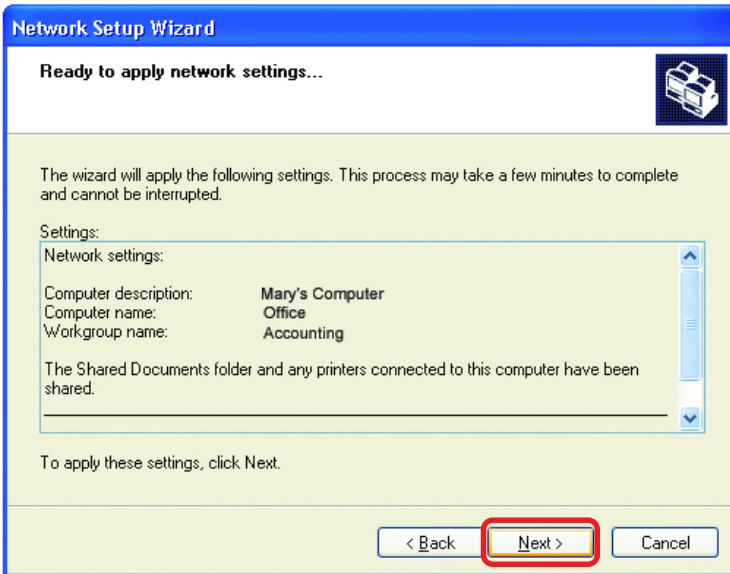 Network Setup Wizard
Ready to apply network settings...
The wizard will apply the following settings. This process may take a few minutes to complete
and cannot be interrupted.
Settings:
Network settings:
Computer description: Mary's Computer
Computer name: Office
Workgroup name: Accounting
The Shared Documents folder and any printers connected to this computer have been
shared.
To apply these settings, click Next.
< Back Next > Cancel